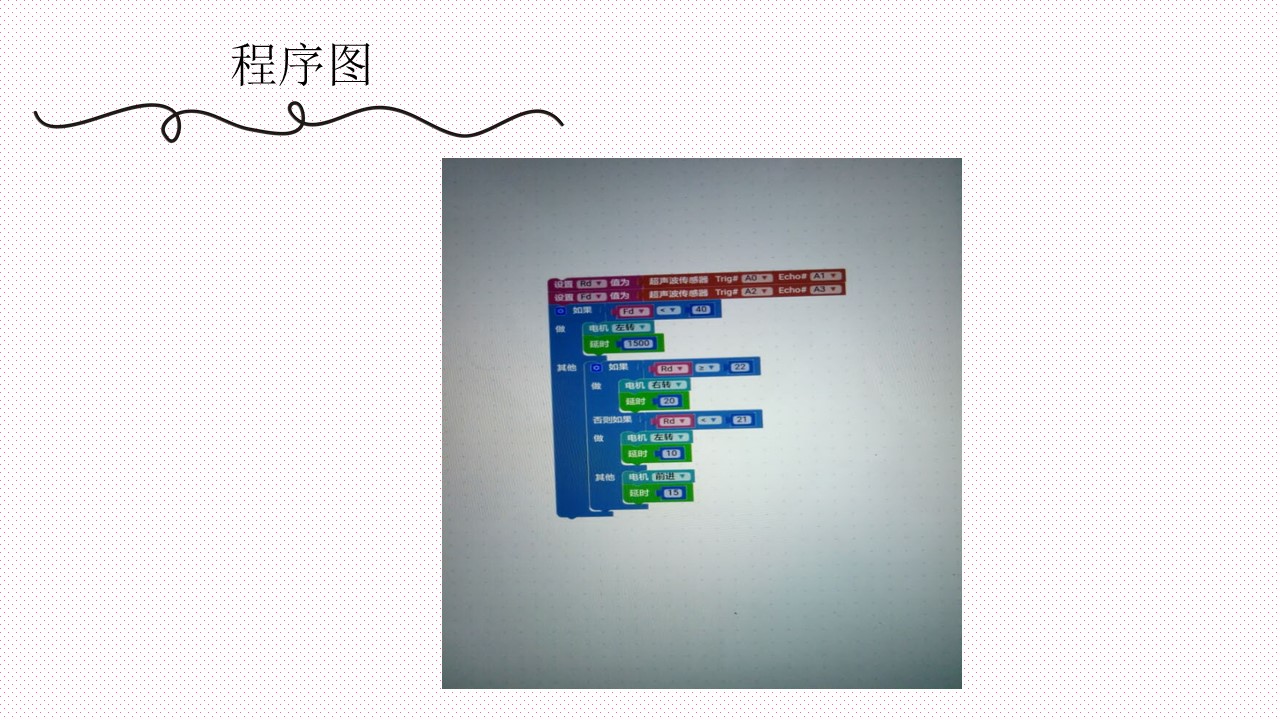 程序图
设置 Rd 值为 超声波传感器 Trig# A0 Echo# A1
设置 Fd 值为 超声波传感器 Trig# A2 Echo# A3
如果 Fd < 40
做 电机 左转
延时 1500
其他 如果 Rd ≥ 22
做 电机 右转
延时 20
否则如果 Rd < 21
做 电机 左转
延时 10
其他 电机 前进
延时 15